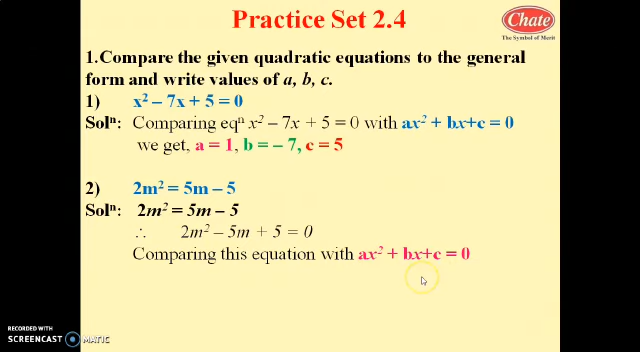 Practice Set 2.4
Chate
The Symbol of Merit
1.Compare the given quadratic equations to the general
form and write values of a, b, c.
1) x² – 7x + 5 = 0
Solⁿ: Comparing eqⁿ x² – 7x + 5 = 0 with ax² + bx+c = 0
we get, a = 1, b = – 7, c = 5
2) 2m² = 5m – 5
Solⁿ: 2m² = 5m – 5
∴ 2m² – 5m + 5 = 0
Comparing this equation with ax² + bx+c = 0
RECORDED WITH
SCREENCAST MATIC